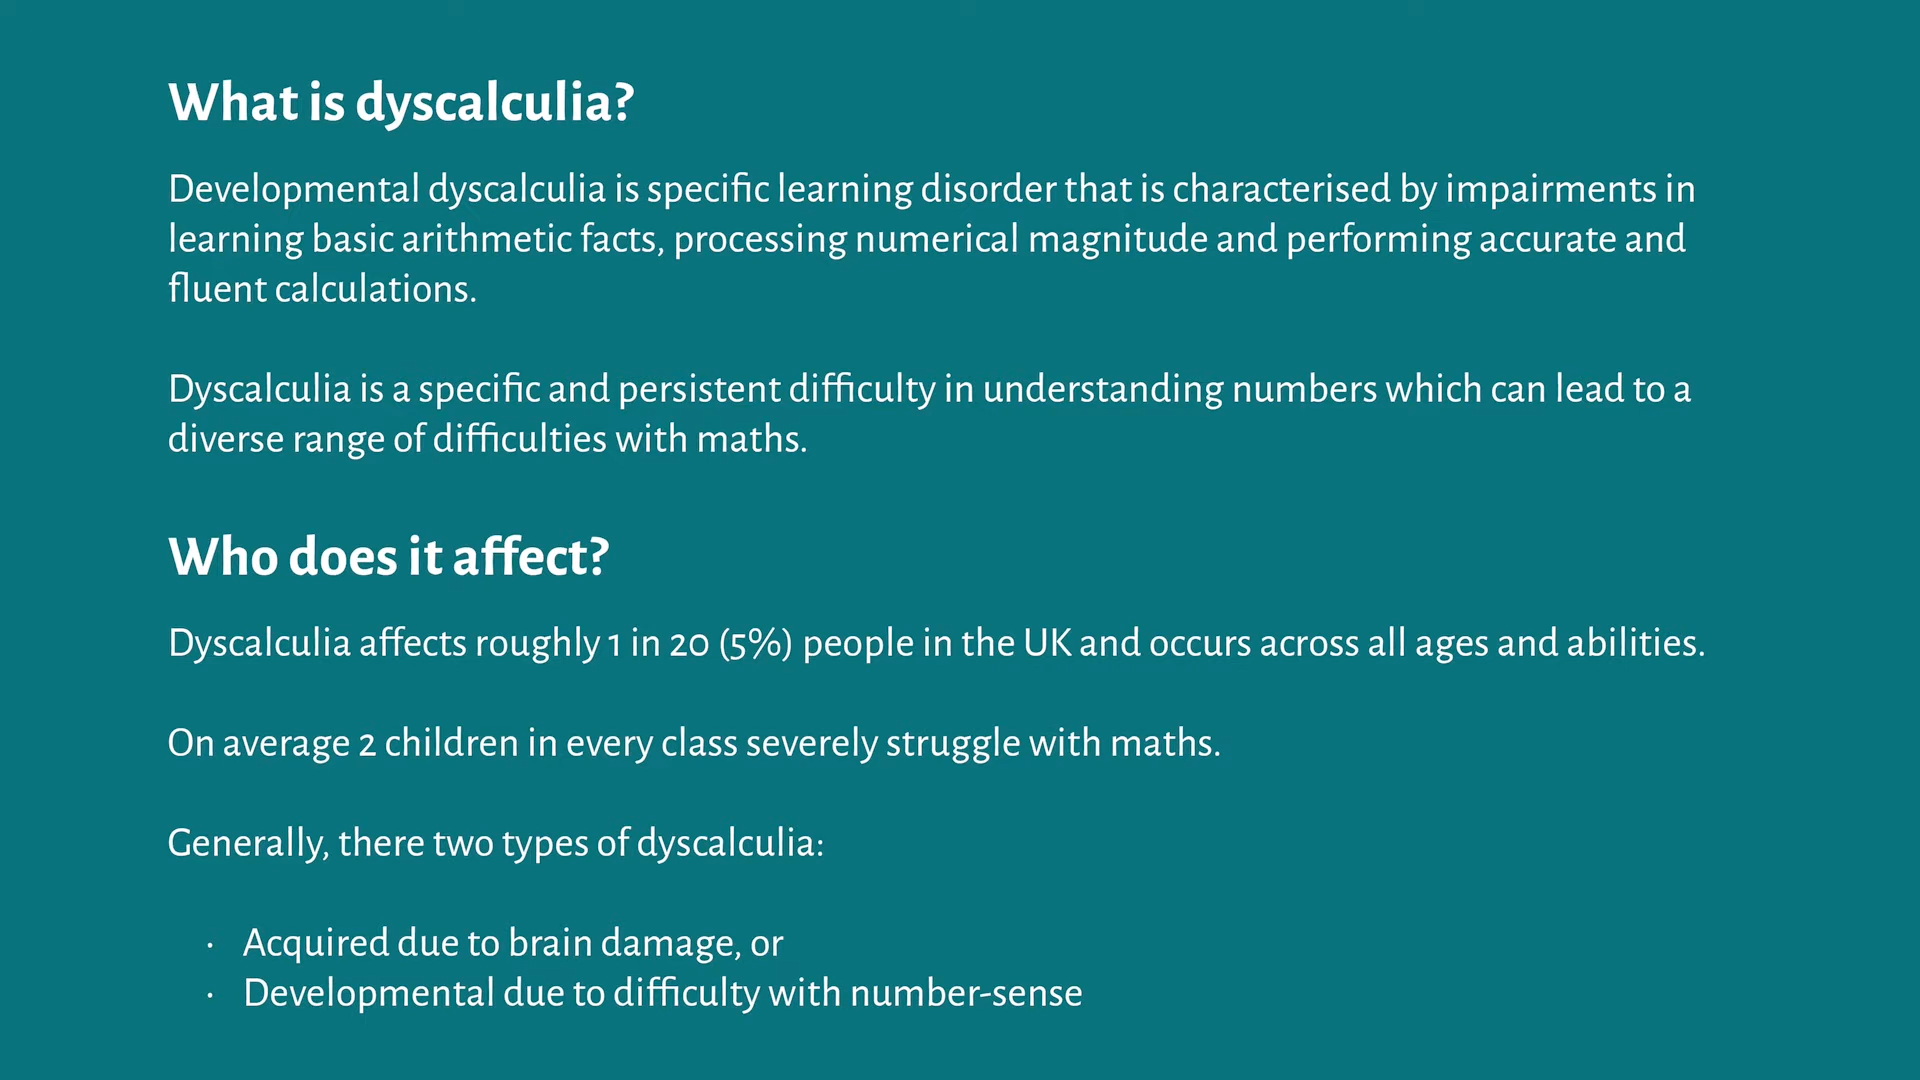 What is dyscalculia?
Developmental dyscalculia is specific learning disorder that is characterised by impairments in
learning basic arithmetic facts, processing numerical magnitude and performing accurate and
fluent calculations.
Dyscalculia is a specific and persistent difficulty in understanding numbers which can lead to a
diverse range of difficulties with maths.
Who does it affect?
Dyscalculia affects roughly 1 in 20 (5%) people in the UK and occurs across all ages and abilities.
On average 2 children in every class severely struggle with maths.
Generally, there two types of dyscalculia:
· Acquired due to brain damage, or
· Developmental due to difficulty with number-sense